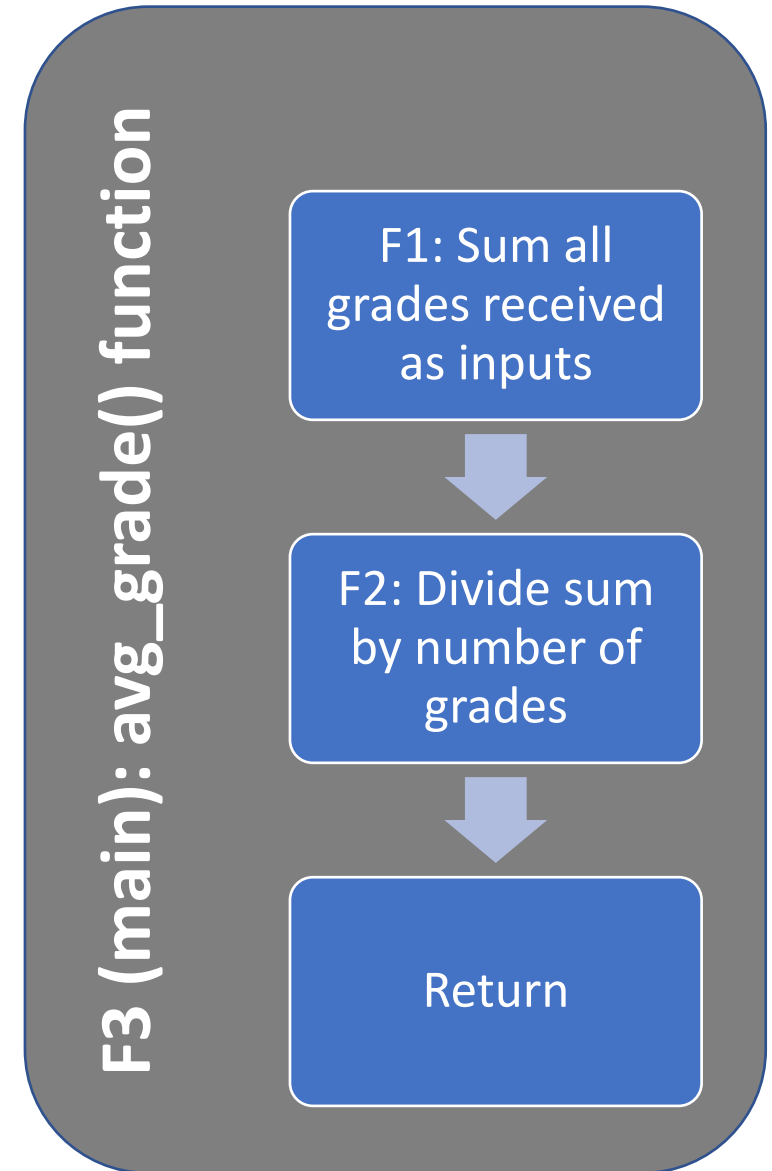 F3 (main): avg_grade() function
F1: Sum all
grades received
as inputs
F2: Divide sum
by number of
grades
Return